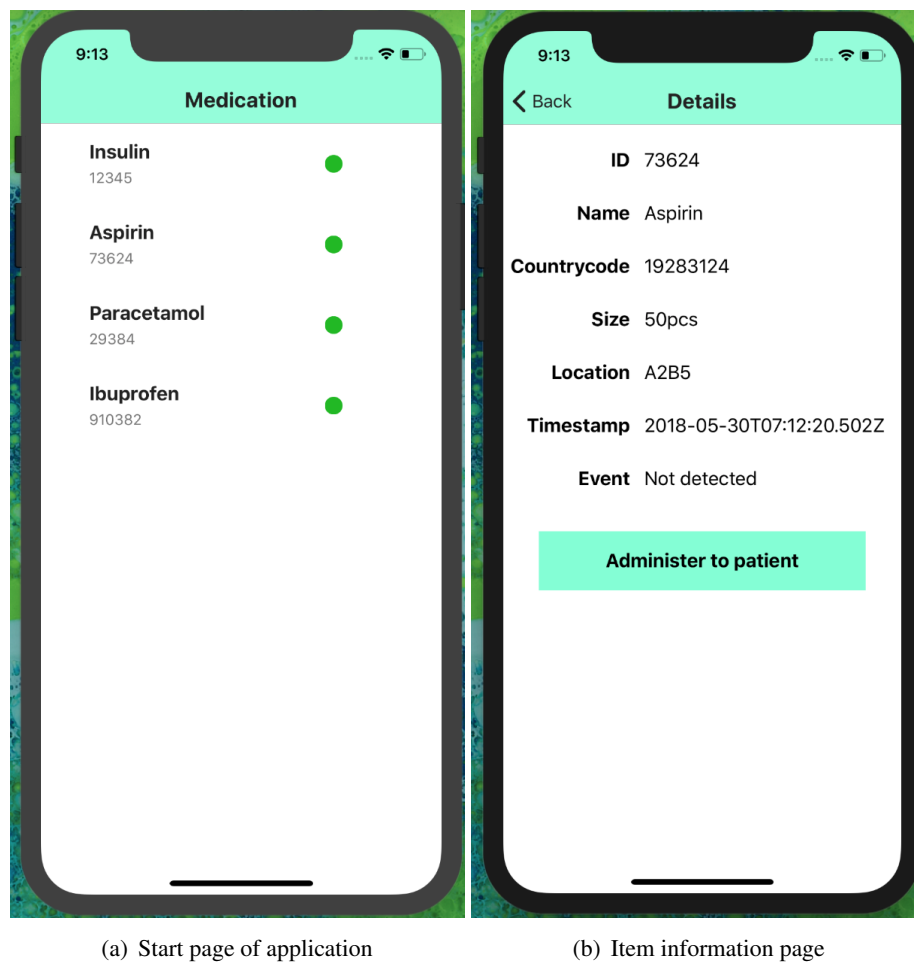 9:13
Medication
Insulin
12345
Aspirin
73624
Paracetamol
29384
Ibuprofen
910382
9:13
Back Details
ID 73624
Name Aspirin
Countrycode 19283124
Size 50pcs
Location A2B5
Timestamp 2018-05-30T07:12:20.502Z
Event Not detected
Administer to patient
(a) Start page of application
(b) Item information page